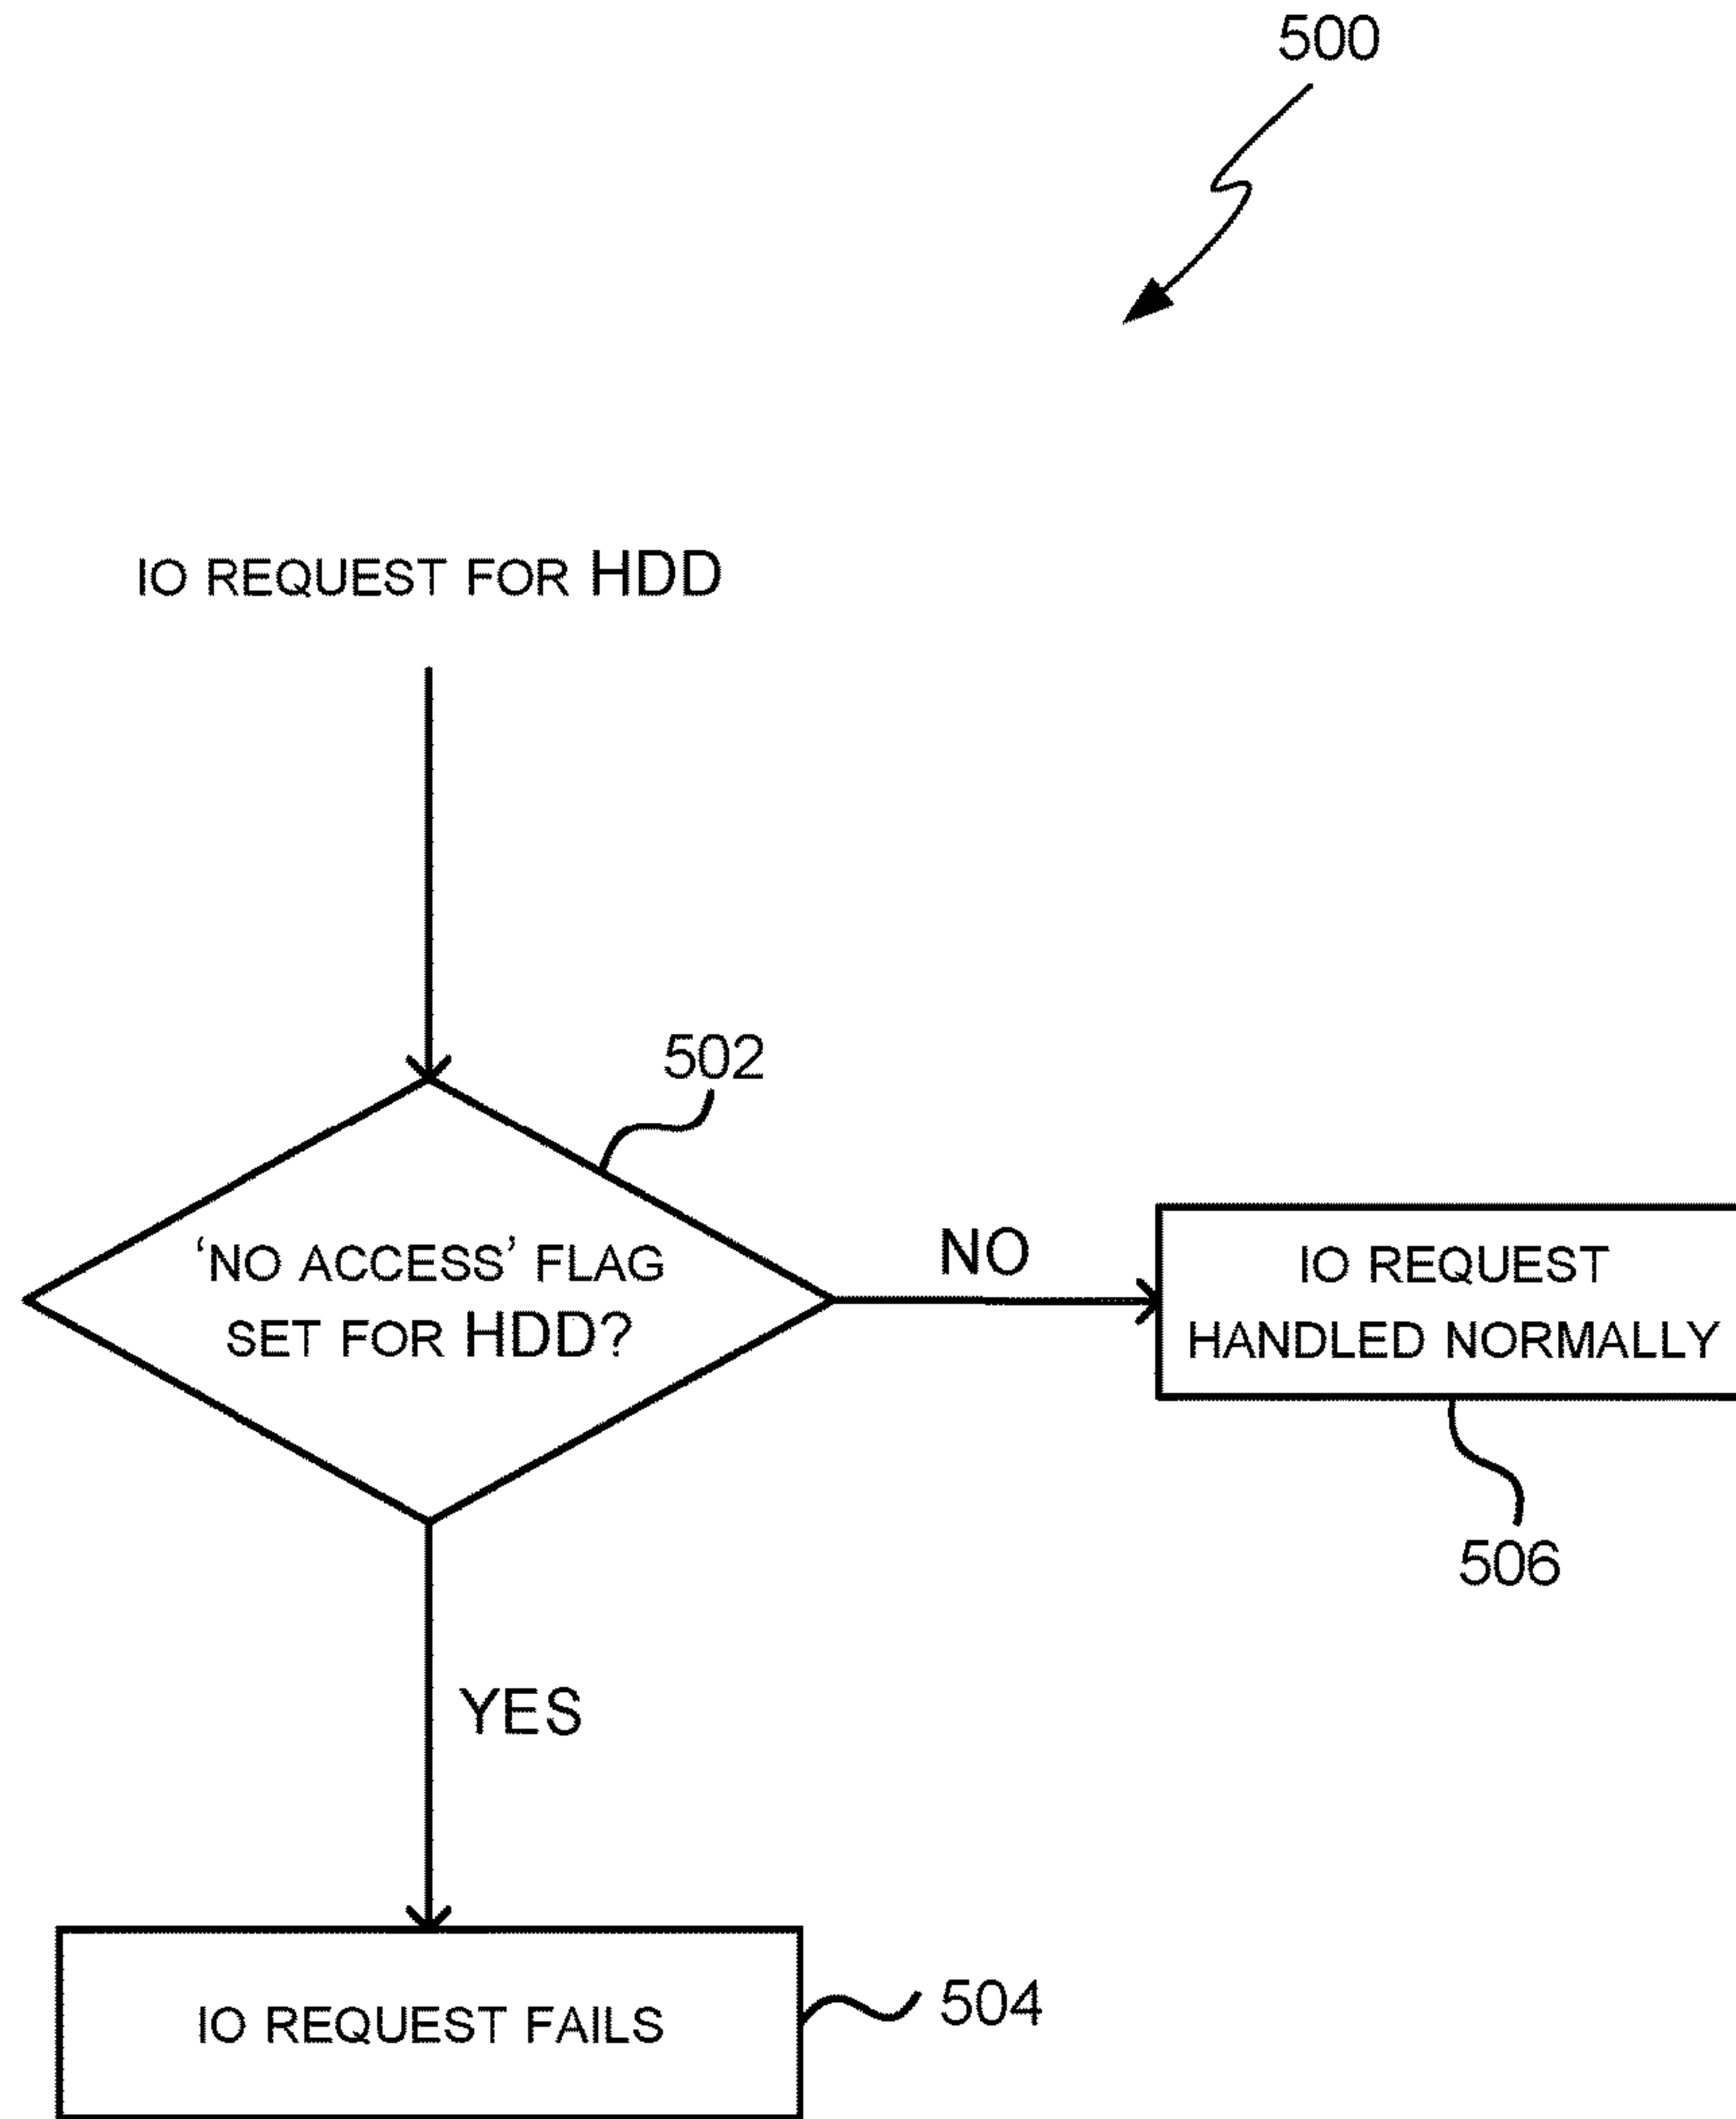 500
IO REQUEST FOR HDD
502
‘NO ACCESS’ FLAG
SET FOR HDD?
NO
IO REQUEST
HANDLED NORMALLY
506
YES
IO REQUEST FAILS
504